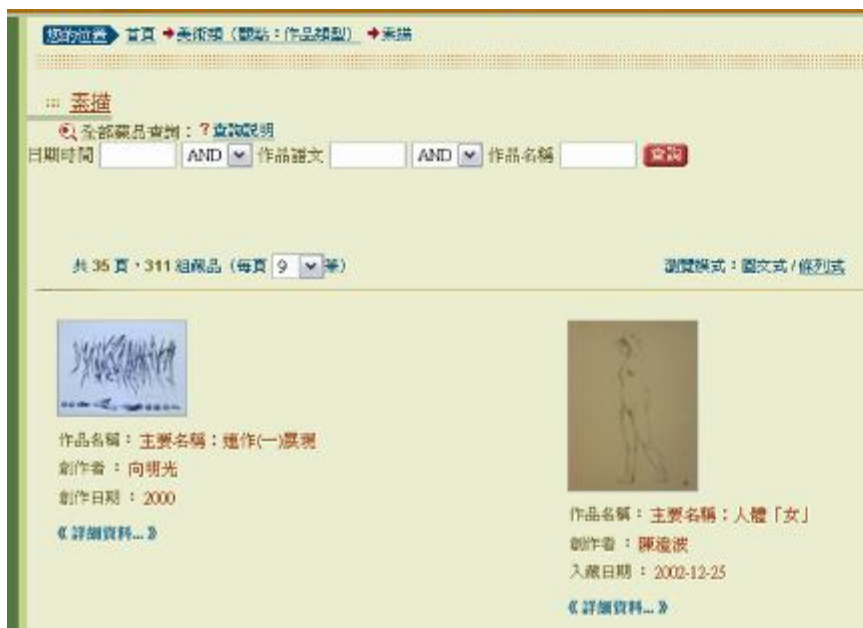 您的位置 首頁 ➜美術類（觀點：作品類型） ➜素描
::: 素描
全部藏品查詢：?查詢說明
日期時間 AND 作品語文 AND 作品名稱 查詢
共 35 頁，311 組藏品（每頁 9 筆） 瀏覽模式：圖文式 / 條列式
作品名稱：主要名稱：連作(一)展現
創作者：向明光
創作日期：2000
《詳細資料...》
作品名稱：主要名稱：人體「女」
創作者：陳澄波
入藏日期：2002-12-25
《詳細資料...》